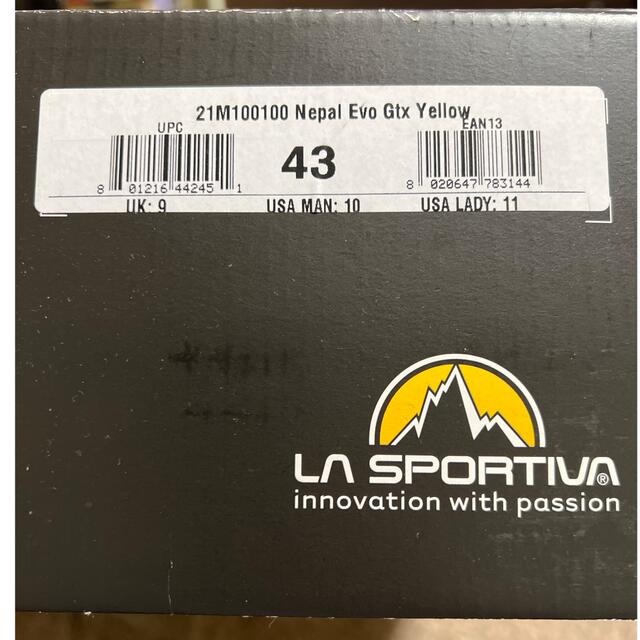 21M100100 Nepal Evo Gtx Yellow
UPC
EAN13
43
8 01216 44245 1
8 020647 783144
UK: 9 USA MAN: 10 USA LADY: 11
LA SPORTIVA®
innovation with passion